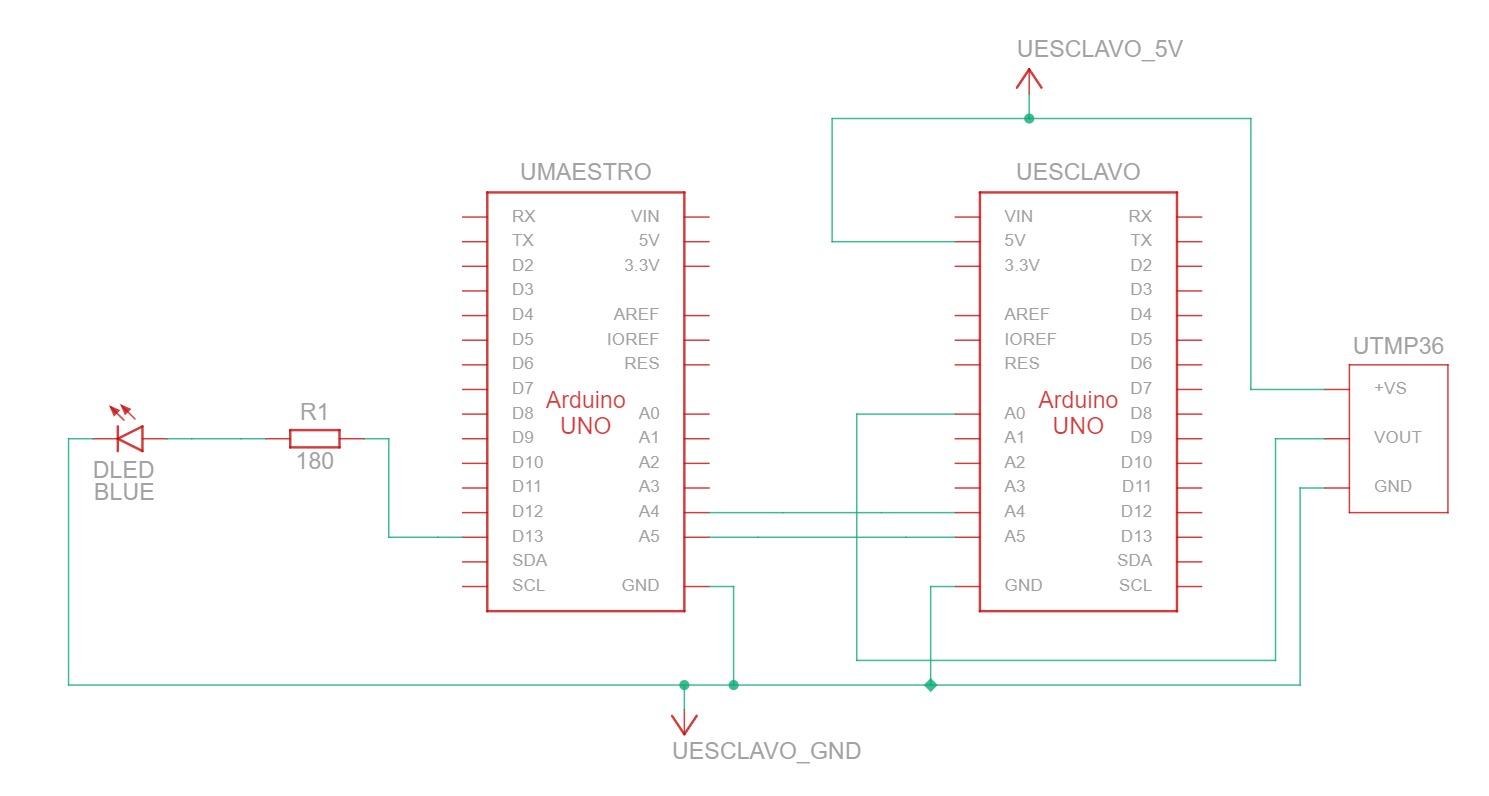 UESCLAVO_5V
UMAESTRO
RX
TX
D2
D3
D4
D5
D6
D7
D8
D9
D10
D11
D12
D13
SDA
SCL
VIN
5V
3.3V
AREF
IOREF
RES
A0
A1
A2
A3
A4
A5
GND
Arduino
UNO
UESCLAVO
VIN
5V
3.3V
AREF
IOREF
RES
A0
A1
A2
A3
A4
A5
GND
Arduino
UNO
RX
TX
D2
D3
D4
D5
D6
D7
D8
D9
D10
D11
D12
D13
SDA
SCL
UTMP36
+VS
VOUT
GND
R1
180
DLED
BLUE
UESCLAVO_GND